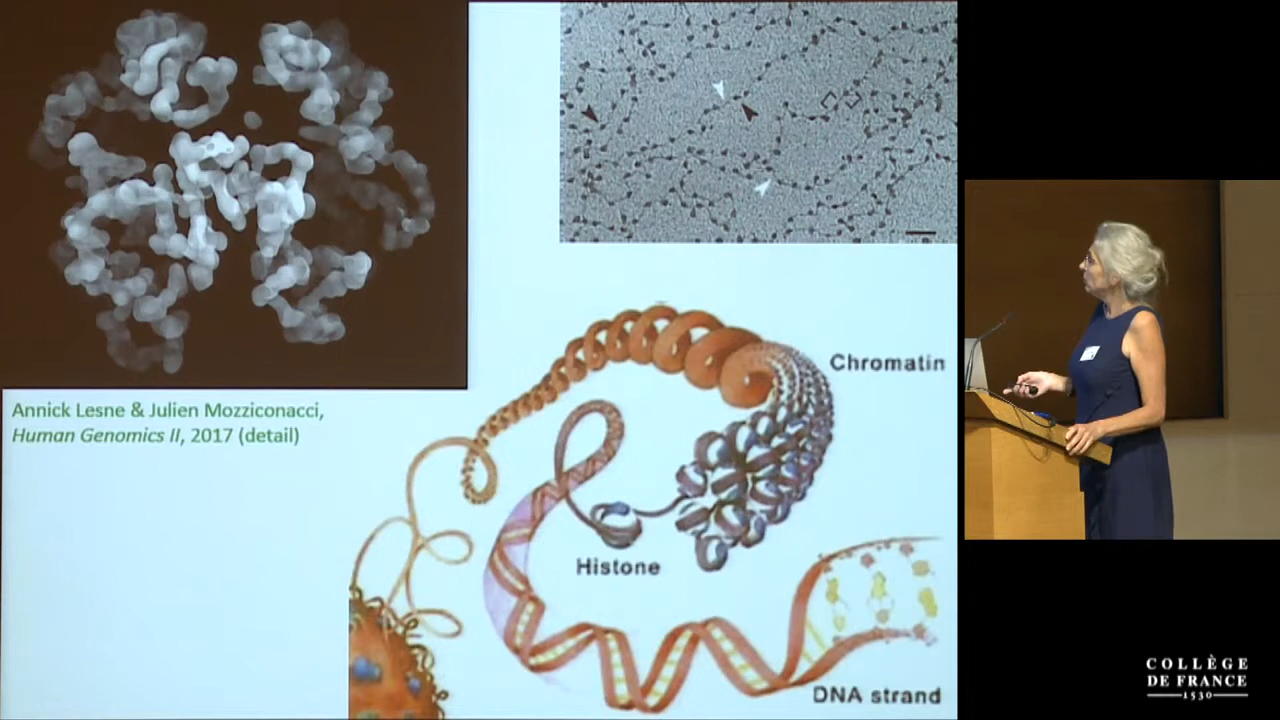 Annick Lesne & Julien Mozziconacci,
Human Genomics II, 2017 (detail)
Chromatin
Histone
DNA strand
COLLÈGE
DE FRANCE
1530